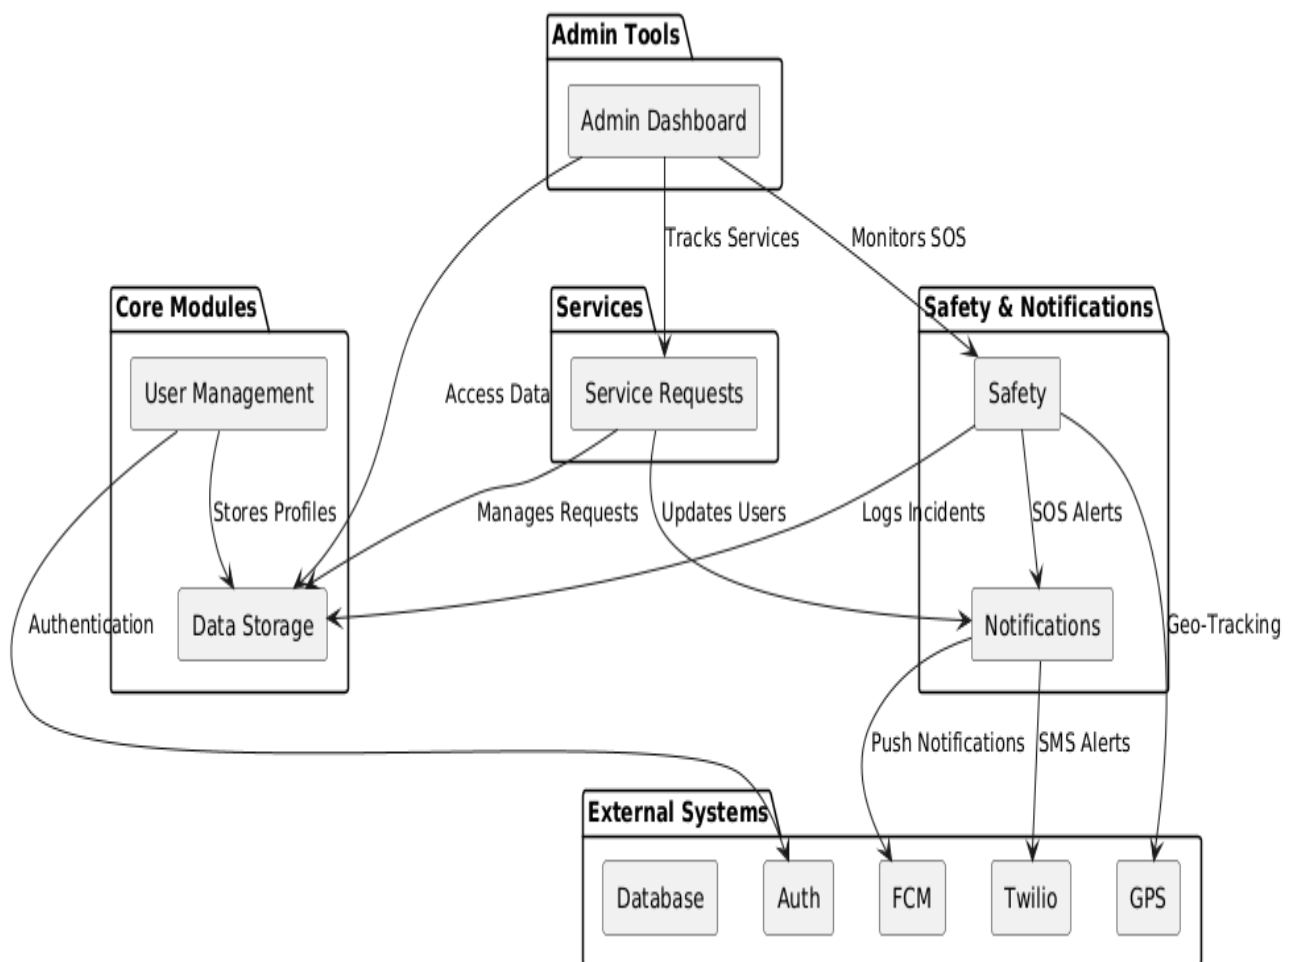 Admin Tools
Admin Dashboard
Tracks Services
Monitors SOS
Core Modules
Services
Safety & Notifications
User Management
Access Data
Service Requests
Safety
Stores Profiles
Manages Requests
Updates Users
Logs Incidents
SOS Alerts
Authentication
Data Storage
Notifications
Geo-Tracking
Push Notifications
SMS Alerts
External Systems
Database
Auth
FCM
Twilio
GPS